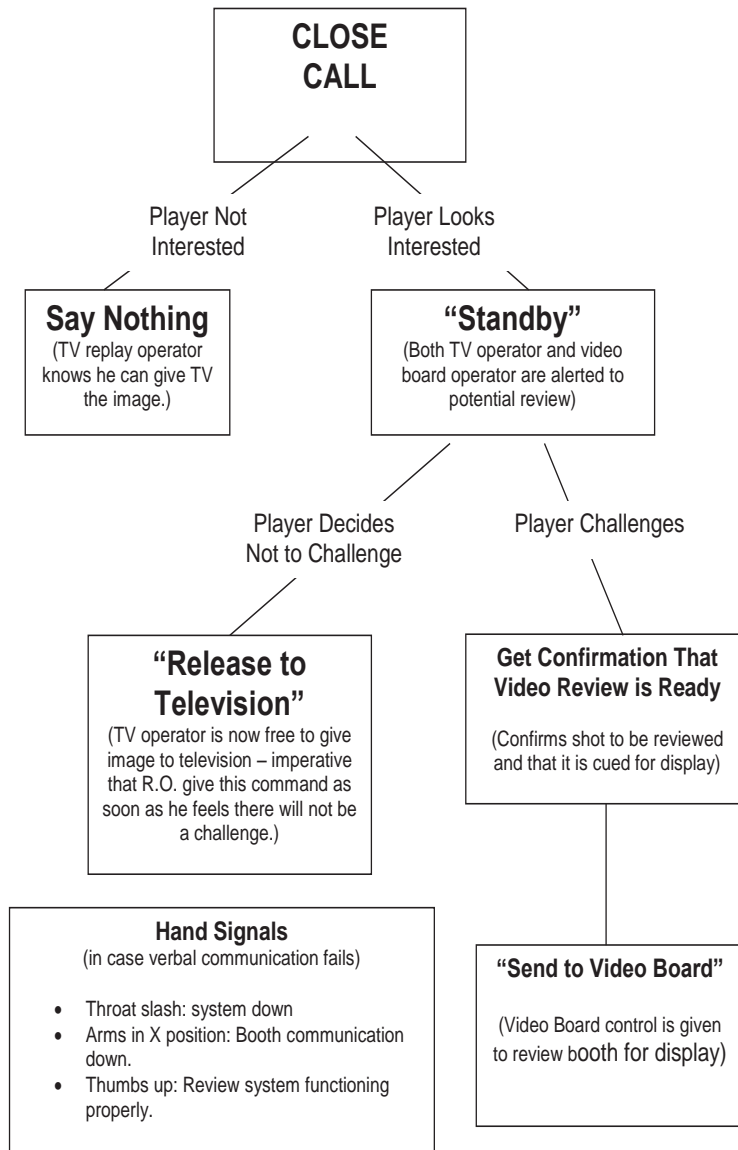 CLOSE
CALL
Player Not
Interested
Player Looks
Interested
Say Nothing
(TV replay operator
knows he can give TV
the image.)
“Standby”
(Both TV operator and video
board operator are alerted to
potential review)
Player Decides
Not to Challenge
Player Challenges
“Release to
Television”
(TV operator is now free to give
image to television – imperative
that R.O. give this command as
soon as he feels there will not be
a challenge.)
Get Confirmation That
Video Review is Ready
(Confirms shot to be reviewed
and that it is cued for display)
Hand Signals
(in case verbal communication fails)
• Throat slash: system down
• Arms in X position: Booth communication
down.
• Thumbs up: Review system functioning
properly.
“Send to Video Board”
(Video Board control is given
to review booth for display)